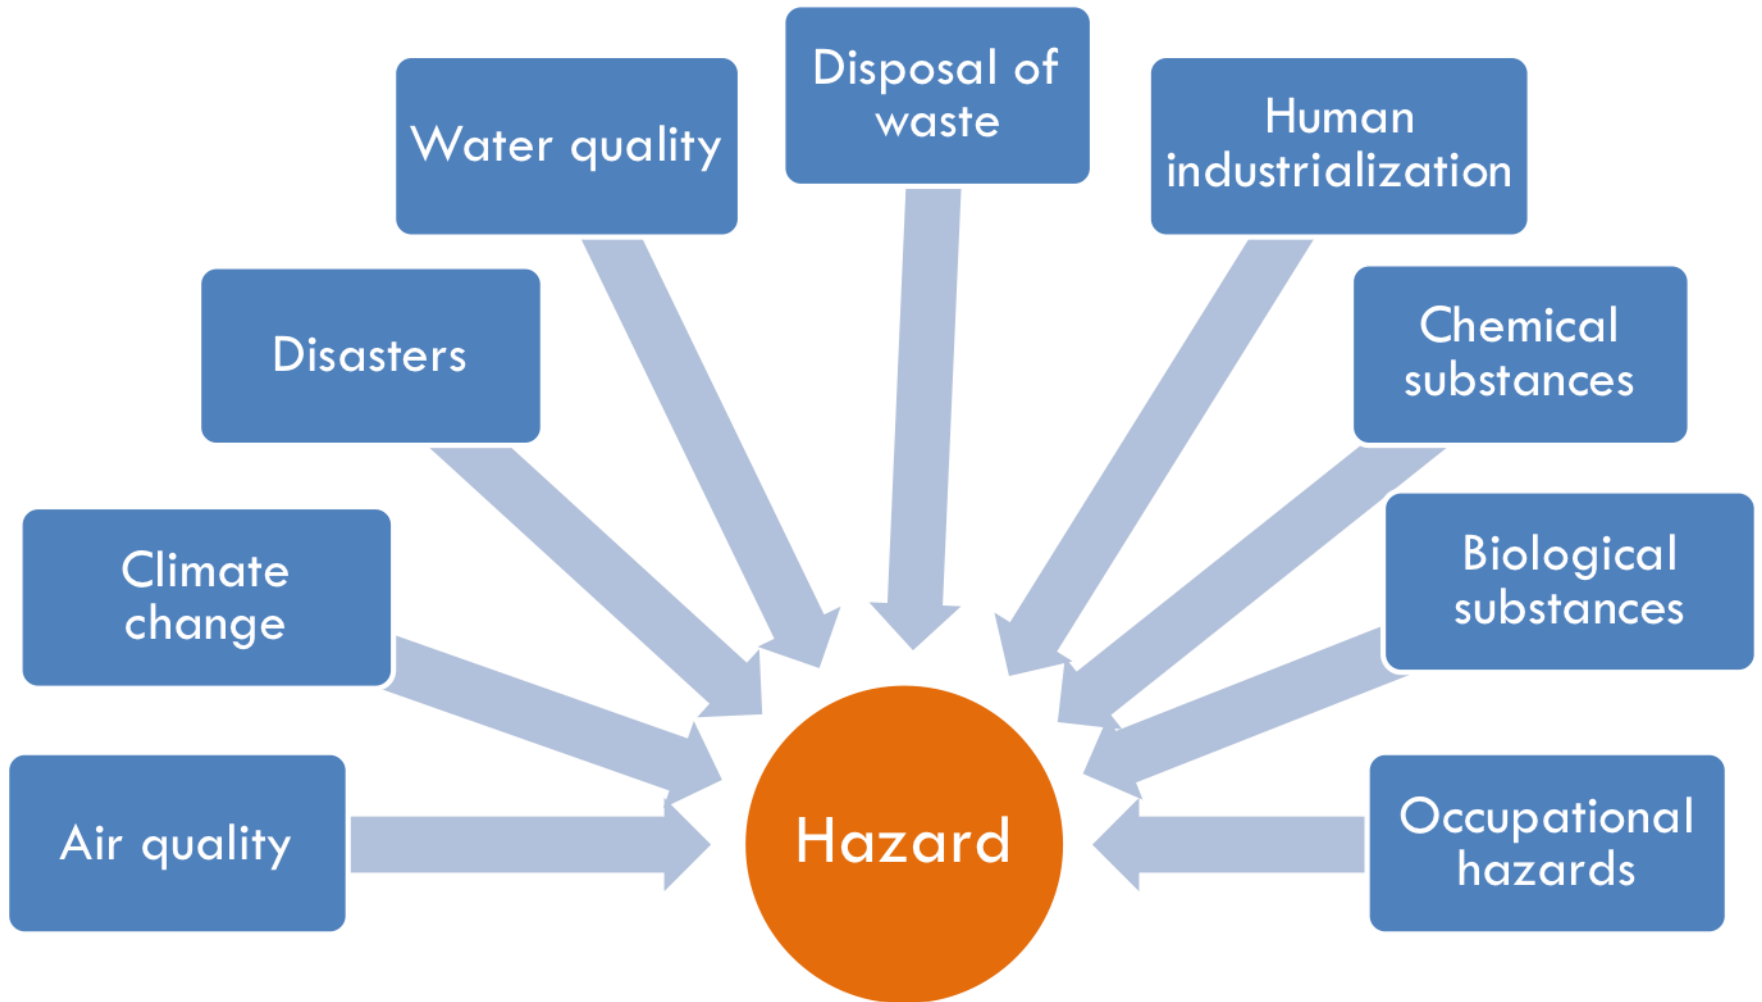 Disposal of
waste
Water quality
Human
industrialization
Disasters
Chemical
substances
Climate
change
Biological
substances
Air quality
Hazard
Occupational
hazards